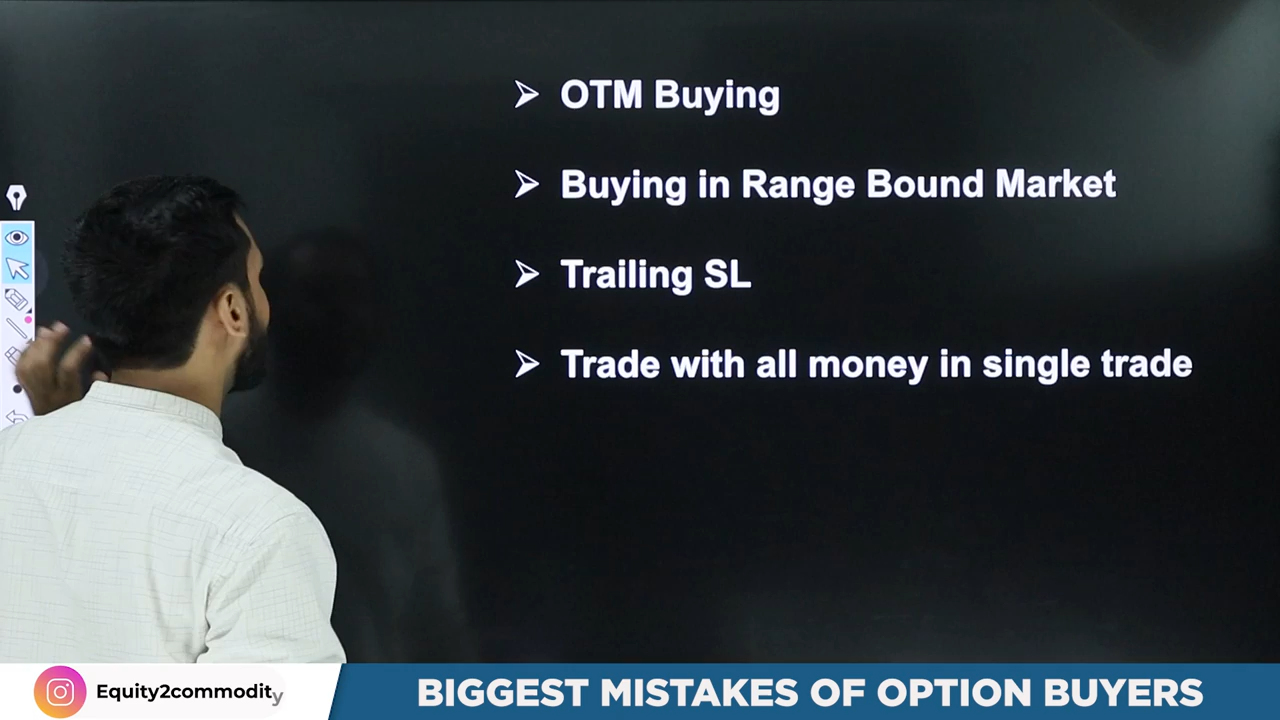 OTM Buying
Buying in Range Bound Market
Trailing SL
Trade with all money in single trade
Equity2commodity
BIGGEST MISTAKES OF OPTION BUYERS